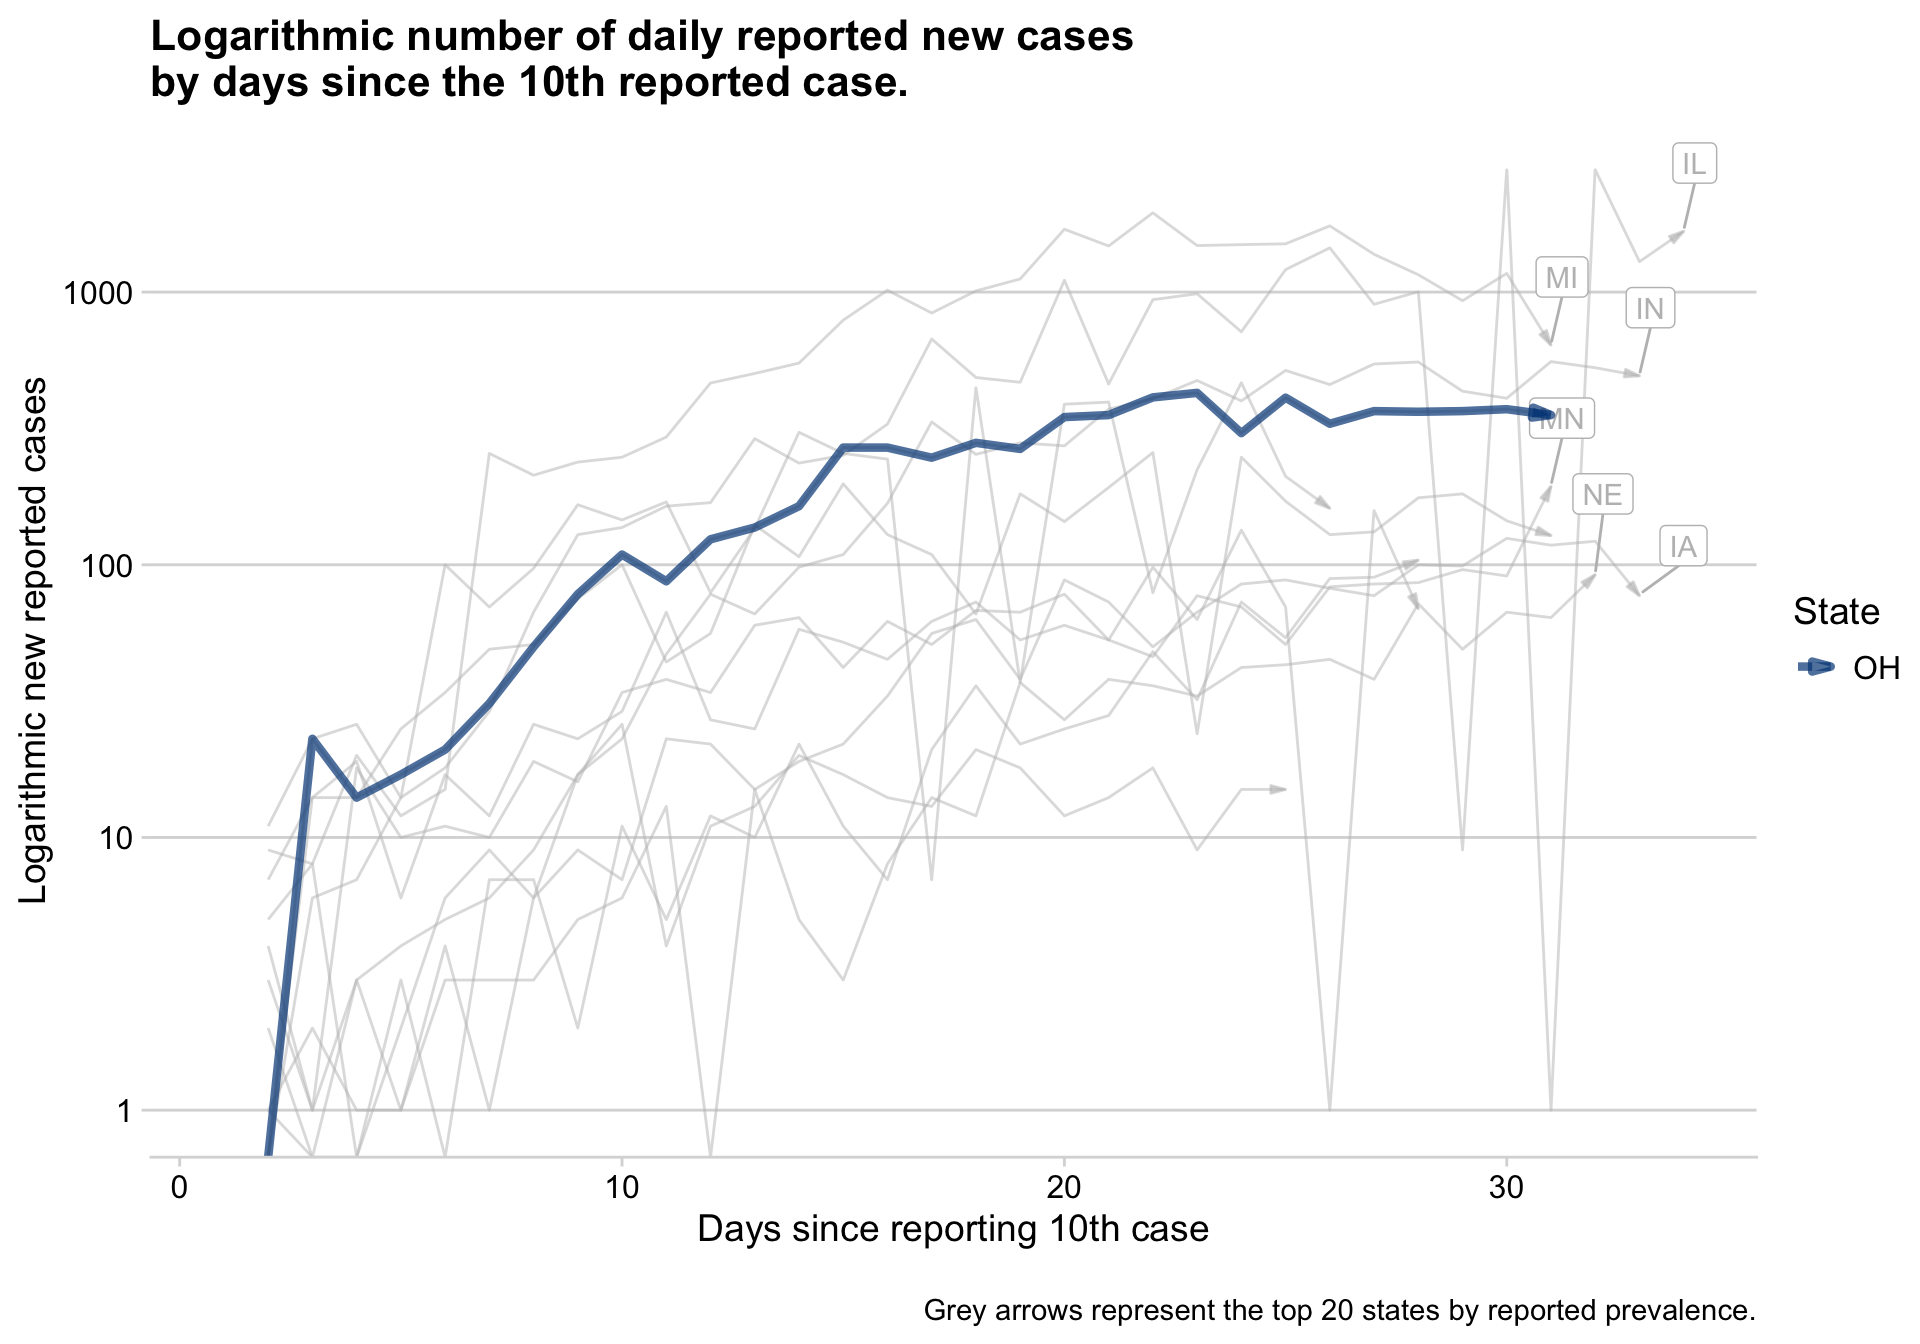 Logarithmic number of daily reported new cases
by days since the 10th reported case.
Logarithmic new reported cases
1000
100
10
1
IL
MI
IN
MN
NE
IA
State
OH
0
10
20
30
Days since reporting 10th case
Grey arrows represent the top 20 states by reported prevalence.